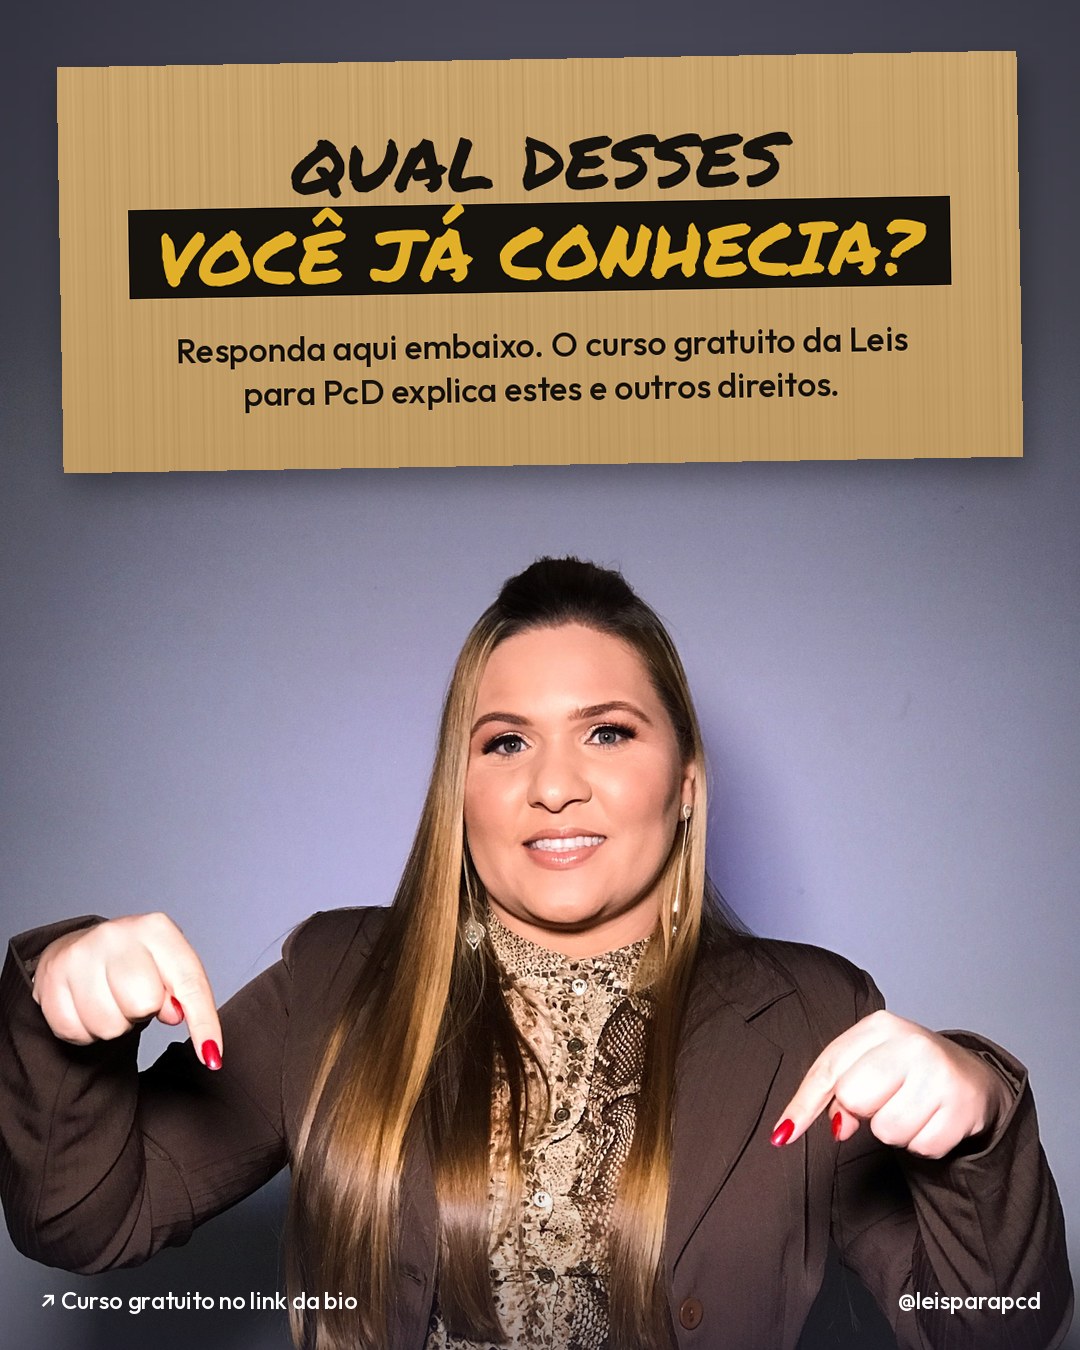 QUAL DESSES
VOCÊ JÁ CONHECIA?
Responda aqui embaixo. O curso gratuito da Leis
para PcD explica estes e outros direitos.
↗ Curso gratuito no link da bio
@leisparapcd